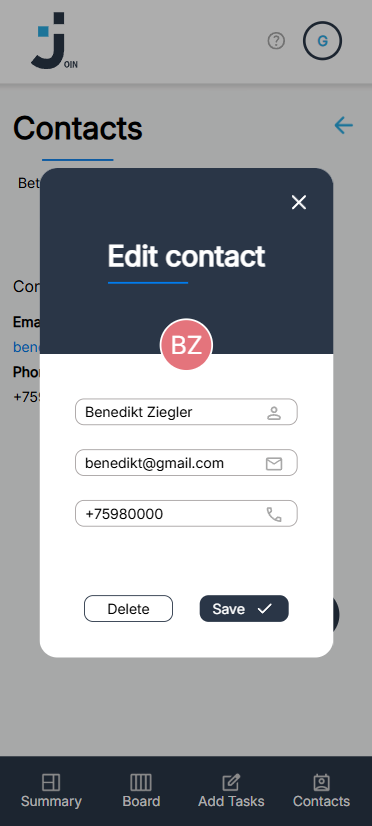 OIN
G
Contacts
Bet
Edit contact
BZ
Con
Ema
bene
Phon
+759
Benedikt Ziegler
benedikt@gmail.com
+75980000
Delete
Save
Summary
Board
Add Tasks
Contacts